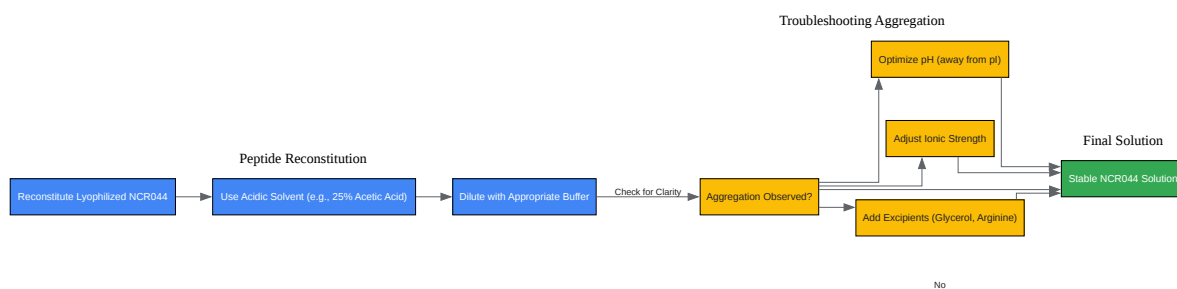 Troubleshooting Aggregation
Optimize pH (away from pI)
Adjust Ionic Strength
Final Solution
Peptide Reconstitution
Reconstitute Lyophilized NCR044
Use Acidic Solvent (e.g., 25% Acetic Acid)
Dilute with Appropriate Buffer
Check for Clarity
Aggregation Observed?
Stable NCR044 Solution
Add Excipients (Glycerol, Arginine)
No